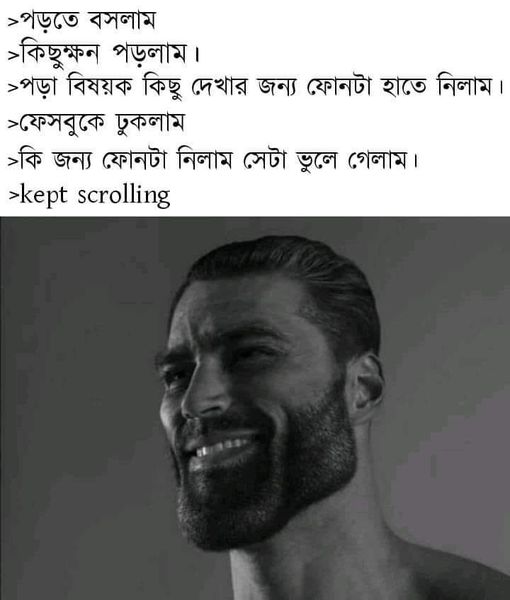 >পড়তে বসলাম
>কিছুক্ষন পড়লাম।
>পড়া বিষয়ক কিছু দেখার জন্য ফোনটা হাতে নিলাম।
>ফেসবুকে ঢুকলাম
>কি জন্য ফোনটা নিলাম সেটা ভুলে গেলাম।
>kept scrolling